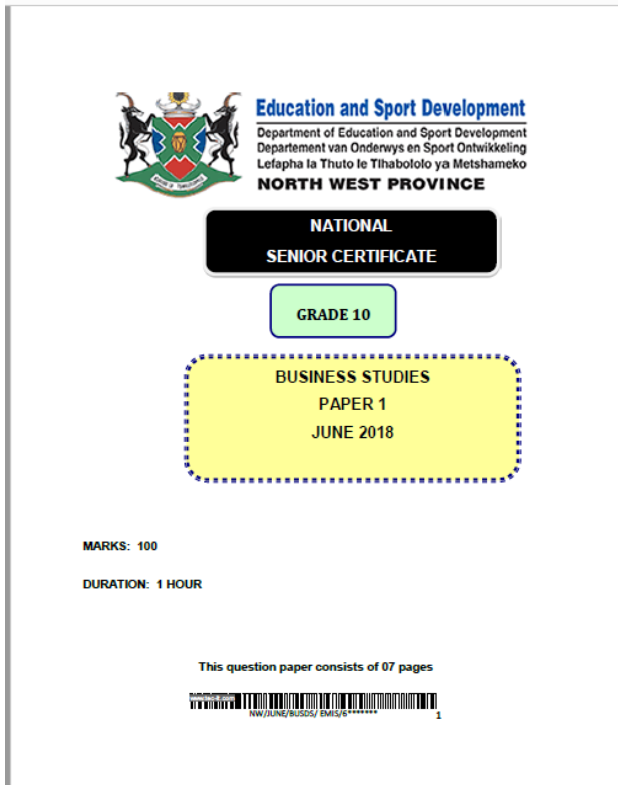 Education and Sport Development
Department of Education and Sport Development
Departement van Onderwys en Sport Ontwikkeling
Lefapha la Thuto le Tlhabololo ya Metshameko
NORTH WEST PROVINCE
NATIONAL
SENIOR CERTIFICATE
GRADE 10
BUSINESS STUDIES
PAPER 1
JUNE 2018
MARKS: 100
DURATION: 1 HOUR
This question paper consists of 07 pages
NW/JUNE/BUSDS/ EMIS/6*******
1